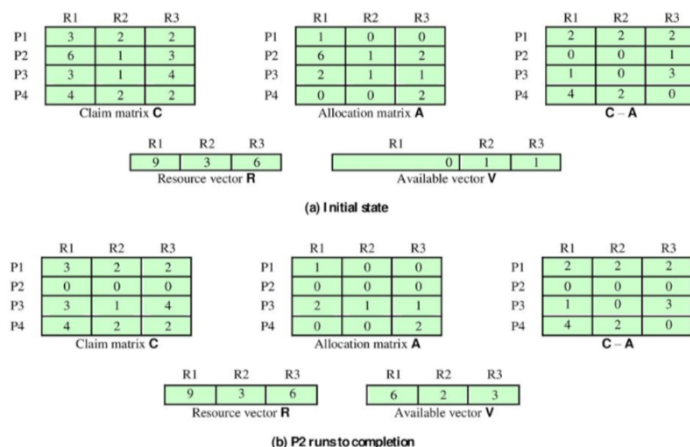 R1 R2 R3 R1 R2 R3 R1 R2 R3
P1 3 2 2 P1 1 0 0 P1 2 2 2
P2 6 1 3 P2 6 1 2 P2 0 0 1
P3 3 1 4 P3 2 1 1 P3 1 0 3
P4 4 2 2 P4 0 0 2 P4 4 2 0
Claim matrix C Allocation matrix A C – A
R1 R2 R3 R1 R2 R3
9 3 6 0 1 1
Resource vector R Available vector V
(a) Initial state
R1 R2 R3 R1 R2 R3 R1 R2 R3
P1 3 2 2 P1 1 0 0 P1 2 2 2
P2 0 0 0 P2 0 0 0 P2 0 0 0
P3 3 1 4 P3 2 1 1 P3 1 0 3
P4 4 2 2 P4 0 0 2 P4 4 2 0
Claim matrix C Allocation matrix A C – A
R1 R2 R3 R1 R2 R3
9 3 6 6 2 3
Resource vector R Available vector V
(b) P2 runs to completion